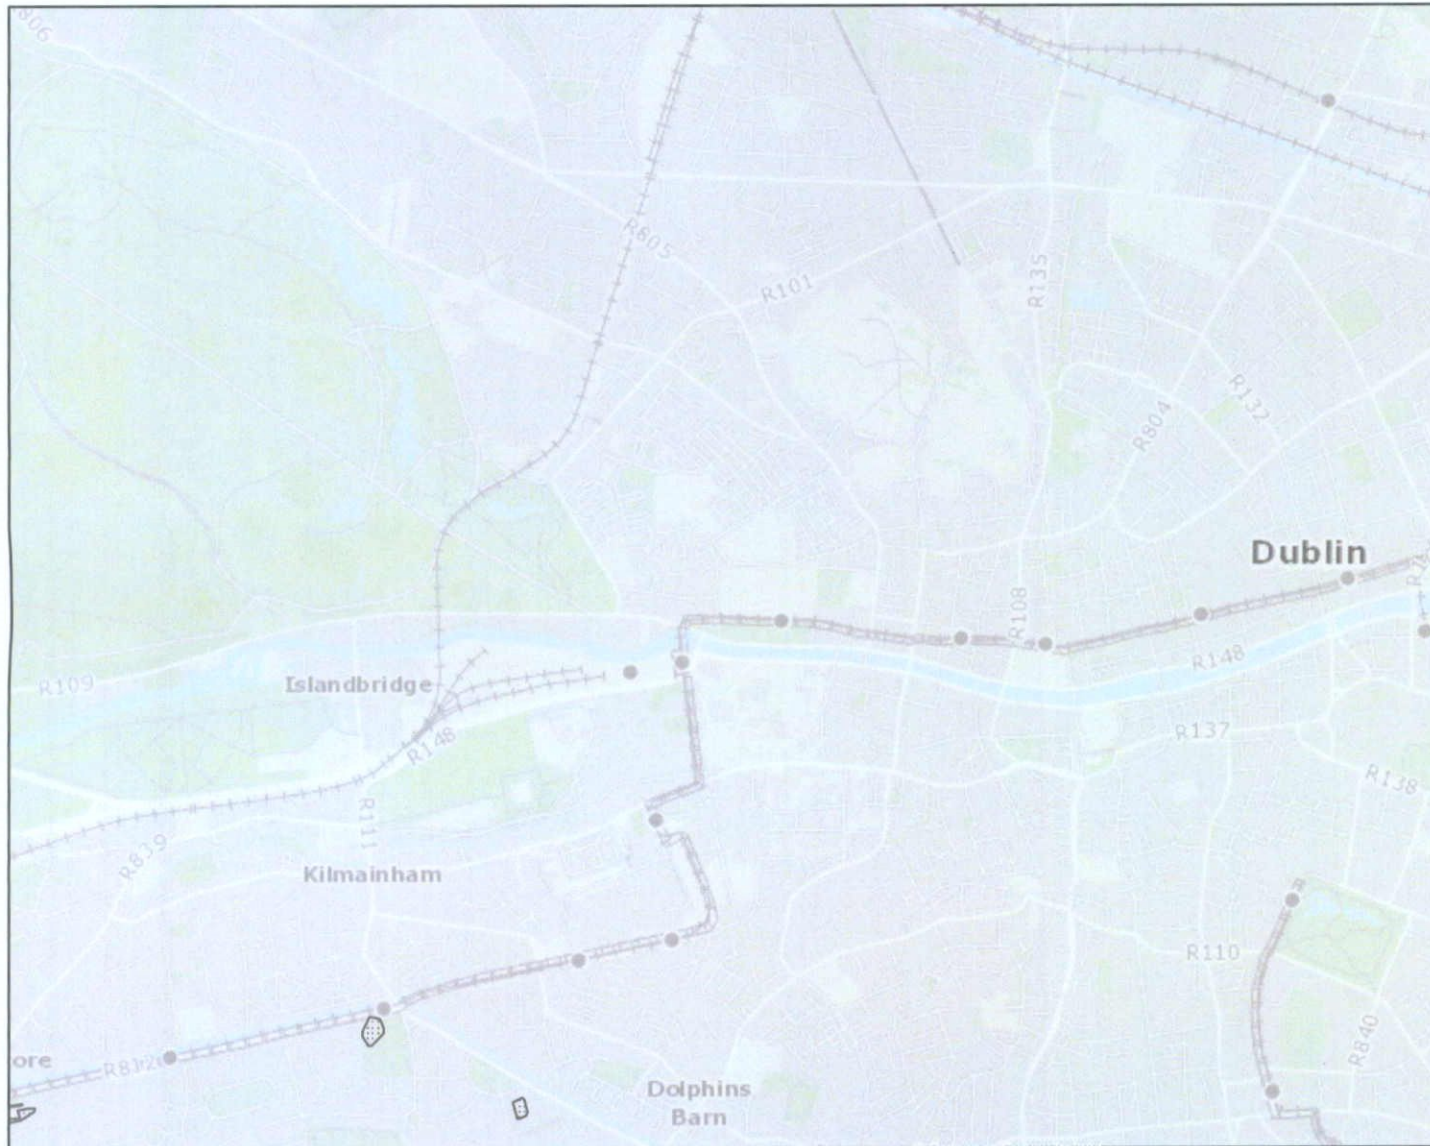 R805
R101
R135
R132
R804
Dublin
R108
R148
R109
Islandbridge
R148
R137
R138
R111
R839
Kilmainham
R110
R840
ore
R812
Dolphins
Barn